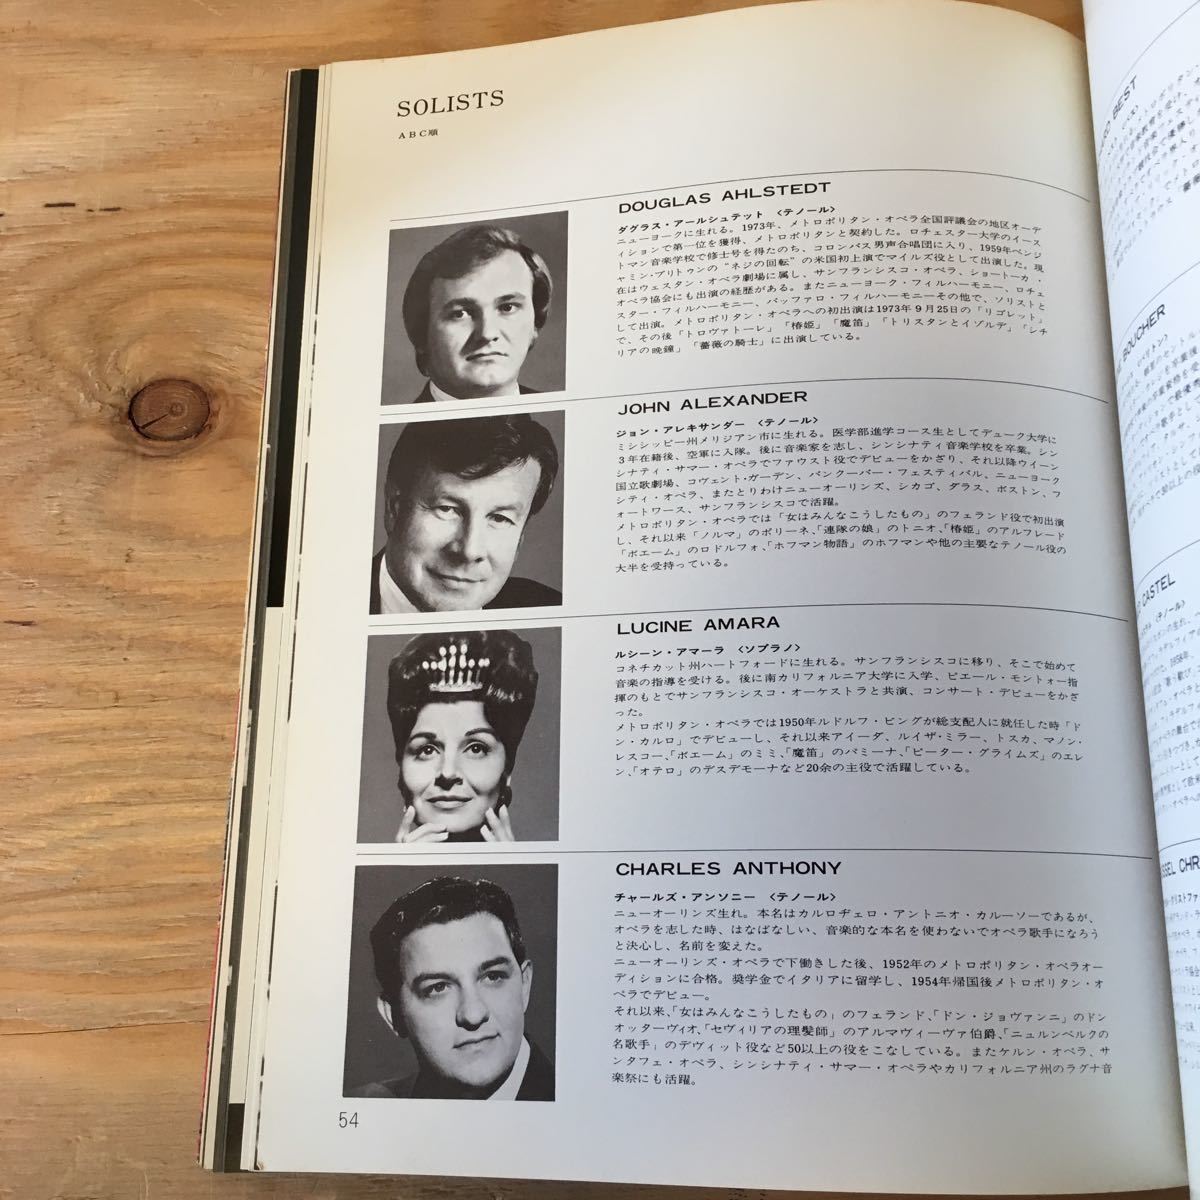 SOLISTS
ABC順
DOUGLAS AHLSTEDT
ダグラス・アールシュテット 〈テノール〉
ニューヨークに生れる。1973年、メトロポリタン・オペラ全国評議会の地区オーデ
ィションで第一位を獲得、メトロポリタンと契約した。ロチェスター大学のイース
トマン音楽学校で修士号を得たのち、コロンバス男声合唱団に入り、1959年ベンジ
ャミン・ブリトゥンの“ネジの回転”の米国初上演でマイルズ役として出演した。現
在はウェスタン・オペラ劇場に属し、サンフランシスコ・オペラ、ショートーカ・
オペラ協会にも出演の経歴がある。またニューヨーク・フィルハーモニー、ロチェ
スター・フィルハーモニー、バッファロ・フィルハーモニーその他で、ソリストと
して出演。メトロポリタン・オペラへの初出演は1973年9月25日の「リゴレット」
で、その後「トロヴァトーレ」「椿姫」「魔笛」「トリスタンとイゾルデ」「シチ
リアの晩鐘」「薔薇の騎士」に出演している。
JOHN ALEXANDER
ジョン・アレキサンダー 〈テノール〉
ミシシッピー州メリジアン市に生れる。医学部進学コース生としてデューク大学に
3年在籍後、空軍に入隊。後に音楽家を志し、シンシナティ音楽学校を卒業。シン
シナティ・サマー・オペラでファウスト役でデビューをかざり、それ以降ウイーン
国立歌劇場、コヴェント・ガーデン、バンクーバー・フェスティバル、ニューヨーク
シティ・オペラ、またとりわけニューオーリンズ、シカゴ、ダラス、ボストン、フ
ォートワース、サンフランシスコで活躍。
メトロポリタン・オペラでは「女はみんなこうしたもの」のフェランド役で初出演
し、それ以来「ノルマ」のポリーネ、「連隊の娘」のトニオ、「椿姫」のアルフレード
「ボエーム」のロドルフォ、「ホフマン物語」のホフマンや他の主要なテノール役の
大半を受持っている。
LUCINE AMARA
ルシーン・アマーラ 〈ソプラノ〉
コネチカット州ハートフォードに生れる。サンフランシスコに移り、そこで始めて
音楽の指導を受ける。後に南カリフォルニア大学に入学、ピエール・モントォー指
揮のもとでサンフランシスコ・オーケストラと共演、コンサート・デビューをかざ
った。
メトロポリタン・オペラでは1950年ルドルフ・ビングが総支配人に就任した時「ド
ン・カルロ」でデビューし、それ以来アイーダ、ルイザ・ミラー、トスカ、マノン・
レスコー、「ボエーム」のミミ、「魔笛」のパミーナ、「ピーター・グライムズ」のエレ
ン、「オテロ」のデスデモーナなど20余の主役で活躍している。
CHARLES ANTHONY
チャールズ・アンソニー 〈テノール〉
ニューオーリンズ生れ。本名はカルロヂェロ・アントニオ・カルーソーであるが、
オペラを志した時、はなばなしい、音楽的な本名を使わないでオペラ歌手になろう
と決心し、名前を変えた。
ニューオーリンズ・オペラで下働きした後、1952年のメトロポリタン・オペラオー
ディションに合格。奨学金でイタリアに留学し、1954年帰国後メトロポリタン・オ
ペラでデビュー。
それ以来、「女はみんなこうしたもの」のフェランド、「ドン・ジョヴァンニ」のドン
オッターヴィオ、「セヴィリアの理髪師」のアルマヴィーヴァ伯爵、「ニュルンベルクの
名歌手」のデヴィット役など50以上の役をこなしている。またケルン・オペラ、サ
ンタフェ・オペラ、シンシナティ・サマー・オペラやカリフォルニア州のラグナ音
楽祭にも活躍。
54
BEST
BOUCHER
CASTEL